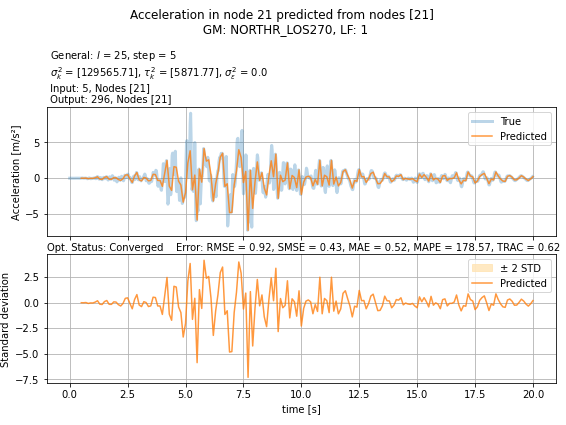 Acceleration in node 21 predicted from nodes [21]
GM: NORTHR_LOS270, LF: 1
General: l = 25, step = 5
σ²ₖ = [129565.71], τ²ₖ = [5871.77], σ²ε = 0.0
Input: 5, Nodes [21]
Output: 296, Nodes [21]
Acceleration [m/s²]
5
0
−5
True
Predicted
Opt. Status: Converged Error: RMSE = 0.92, SMSE = 0.43, MAE = 0.52, MAPE = 178.57, TRAC = 0.62
Standard deviation
2.5
0.0
−2.5
−5.0
−7.5
± 2 STD
Predicted
0.0 2.5 5.0 7.5 10.0 12.5 15.0 17.5 20.0
time [s]